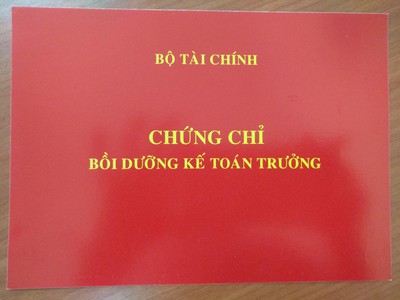 BỘ TÀI CHÍNH
CHỨNG CHỈ
BỒI DƯỠNG KẾ TOÁN TRƯỞNG